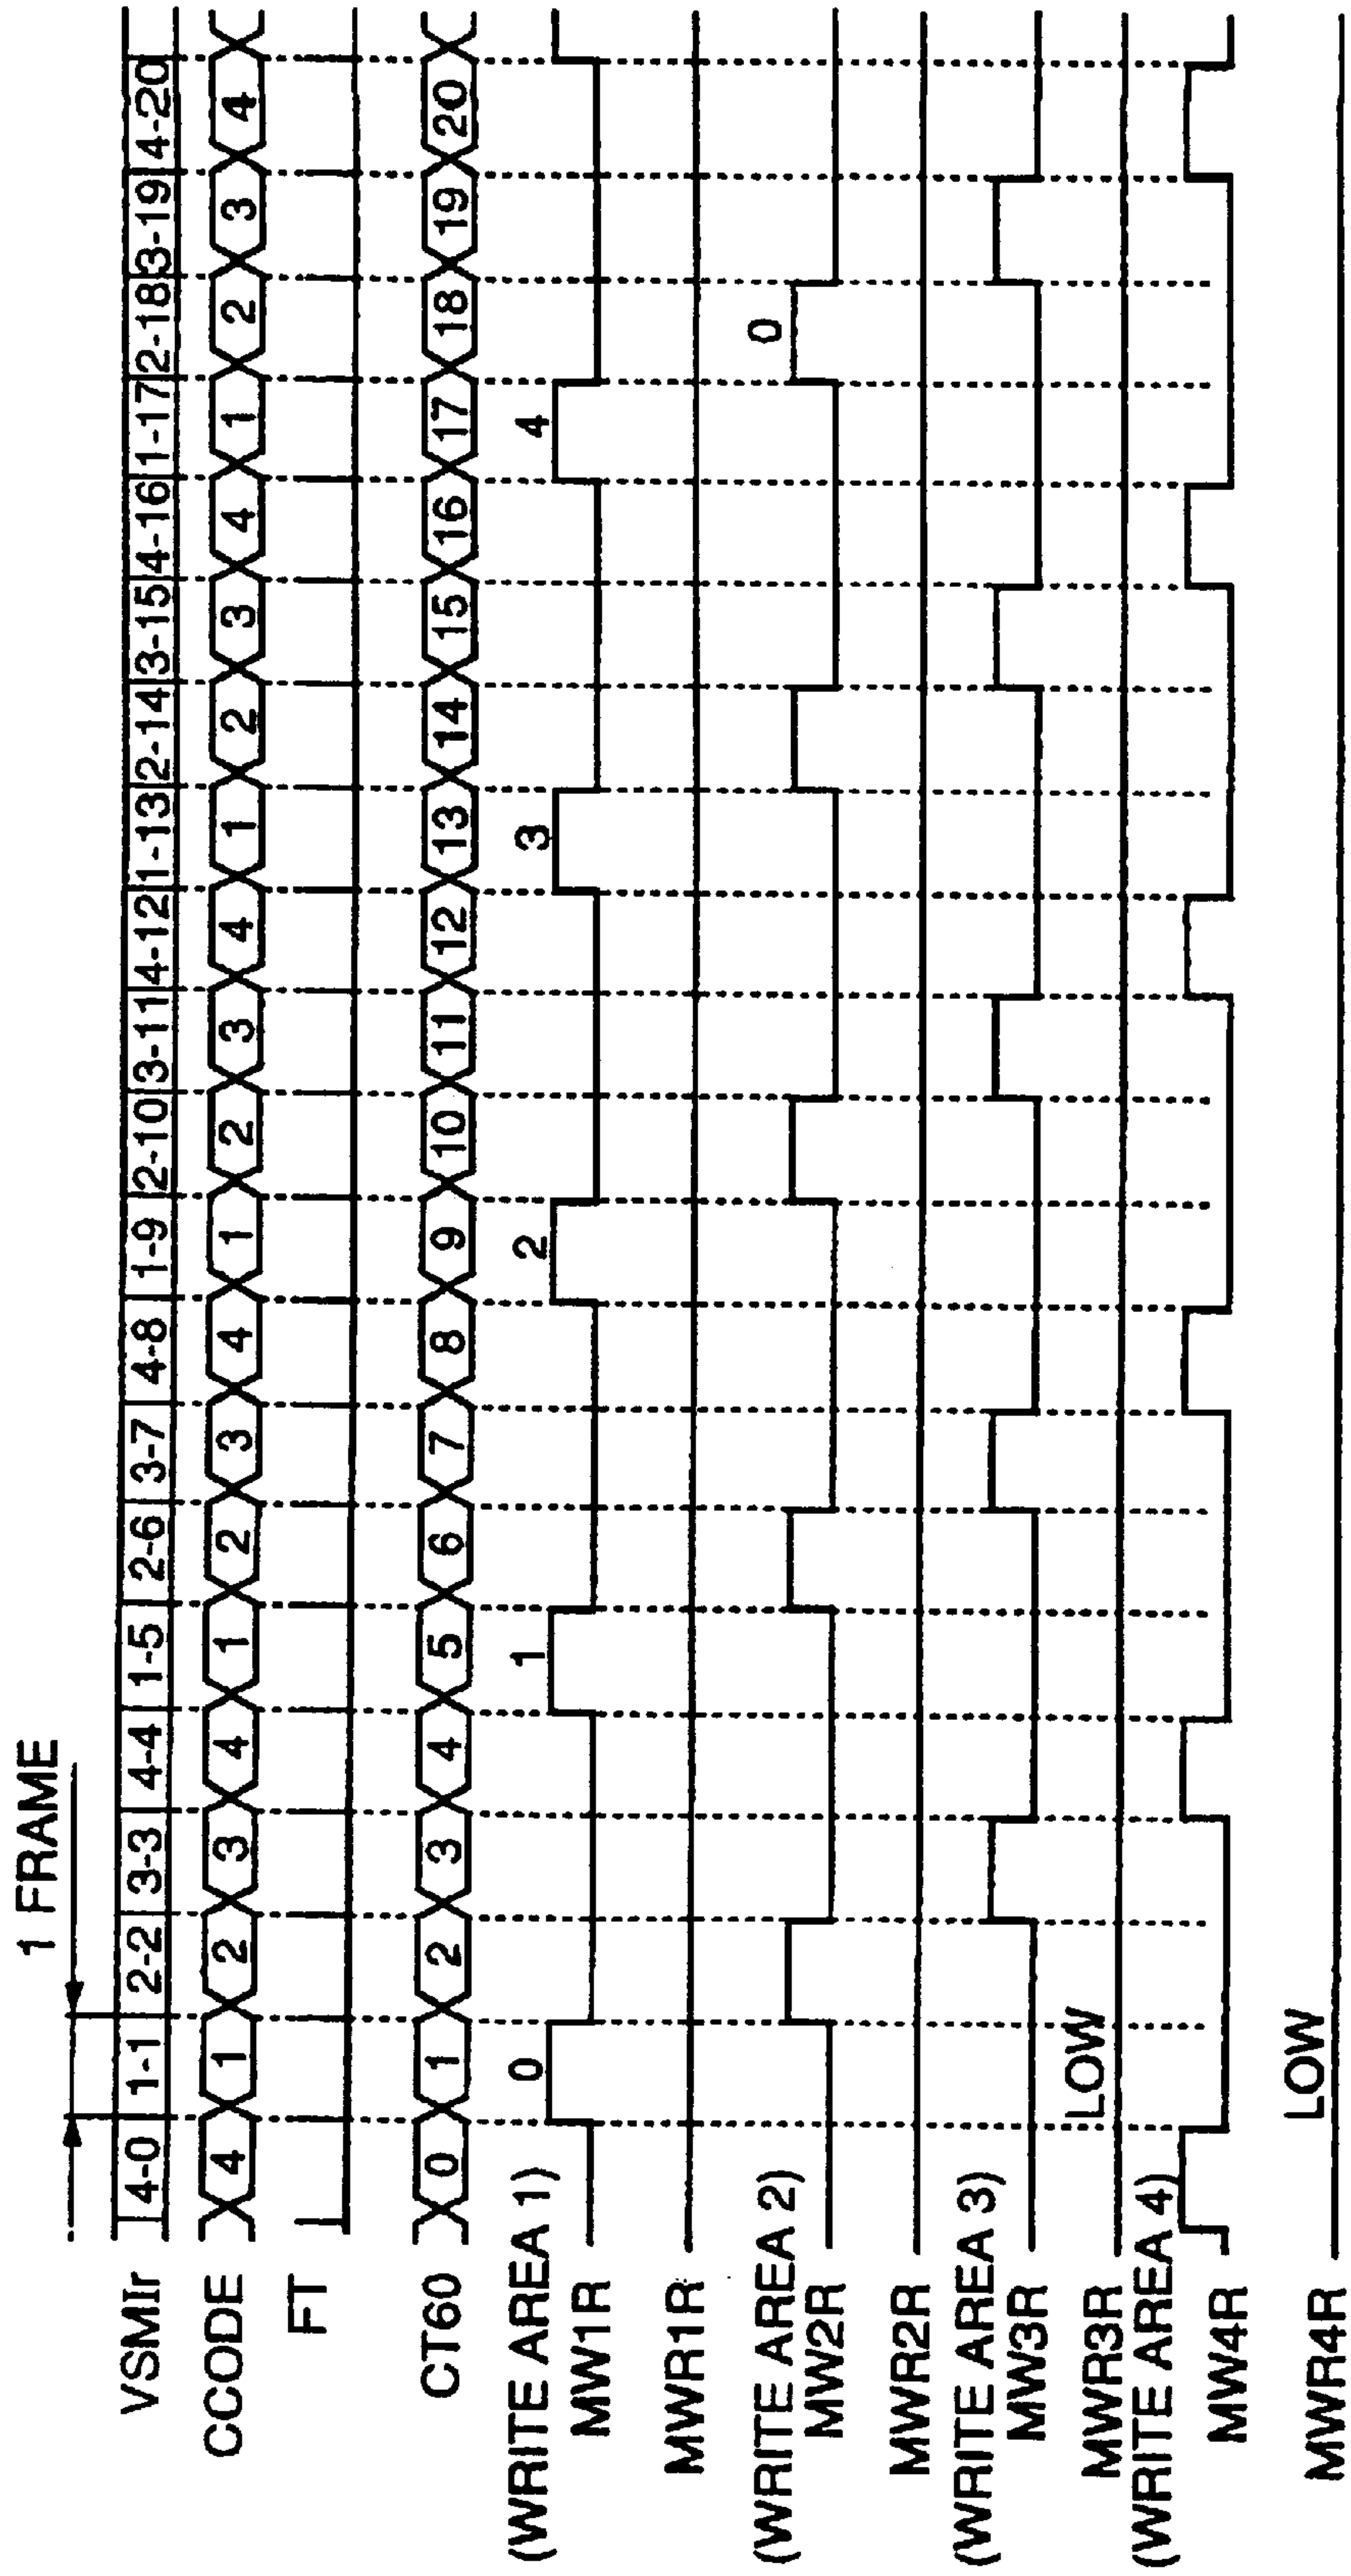 1 FRAME
VSMIr 4-0 1-1 2-2 3-3 4-4 1-5 2-6 3-7 4-8 1-9 2-10 3-11 4-12 1-13 2-14 3-15 4-16 1-17 2-18 3-19 4-20
CCODE 4 1 2 3 4 1 2 3 4 1 2 3 4 1 2 3 4 1 2 3 4
FT
CT60 0 1 2 3 4 5 6 7 8 9 10 11 12 13 14 15 16 17 18 19 20
(WRITE AREA 1) 0 1 2 3 4
MW1R
MWR1R
(WRITE AREA 2) 0
MW2R
MWR2R
(WRITE AREA 3)
MW3R
LOW
MWR3R
(WRITE AREA 4)
MW4R
LOW
MWR4R